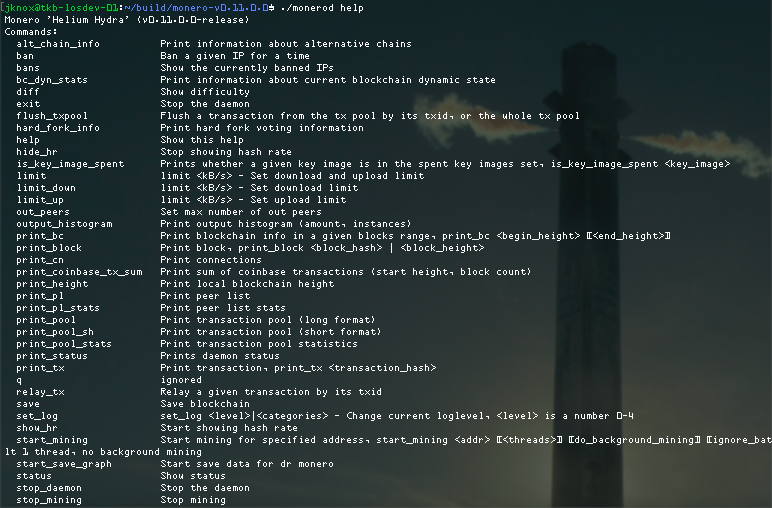 [jknox@tkb-losdev-01:~/build/monero-v0.11.0.0$ ./monerod help
Monero 'Helium Hydra' (v0.11.0.0-release)
Commands:
alt_chain_info Print information about alternative chains
ban Ban a given IP for a time
bans Show the currently banned IPs
bc_dyn_stats Print information about current blockchain dynamic state
diff Show difficulty
exit Stop the daemon
flush_txpool Flush a transaction from the tx pool by its txid, or the whole tx pool
hard_fork_info Print hard fork voting information
help Show this help
hide_hr Stop showing hash rate
is_key_image_spent Prints whether a given key image is in the spent key images set, is_key_image_spent <key_image>
limit limit <kB/s> - Set download and upload limit
limit_down limit <kB/s> - Set download limit
limit_up limit <kB/s> - Set upload limit
out_peers Set max number of out peers
output_histogram Print output histogram (amount, instances)
print_bc Print blockchain info in a given blocks range, print_bc <begin_height> [<end_height>]
print_block Print block, print_block <block_hash> | <block_height>
print_cn Print connections
print_coinbase_tx_sum Print sum of coinbase transactions (start height, block count)
print_height Print local blockchain height
print_pl Print peer list
print_pl_stats Print peer list stats
print_pool Print transaction pool (long format)
print_pool_sh Print transaction pool (short format)
print_pool_stats Print transaction pool statistics
print_status Prints daemon status
print_tx Print transaction, print_tx <transaction_hash>
q ignored
relay_tx Relay a given transaction by its txid
save Save blockchain
set_log set_log <level>|<categories> - Change current loglevel, <level> is a number 0-4
show_hr Start showing hash rate
start_mining Start mining for specified address, start_mining <addr> [<threads>] [do_background_mining] [ignore_bat
lt 1 thread, no background mining
start_save_graph Start save data for dr monero
status Show status
stop_daemon Stop the daemon
stop_mining Stop mining